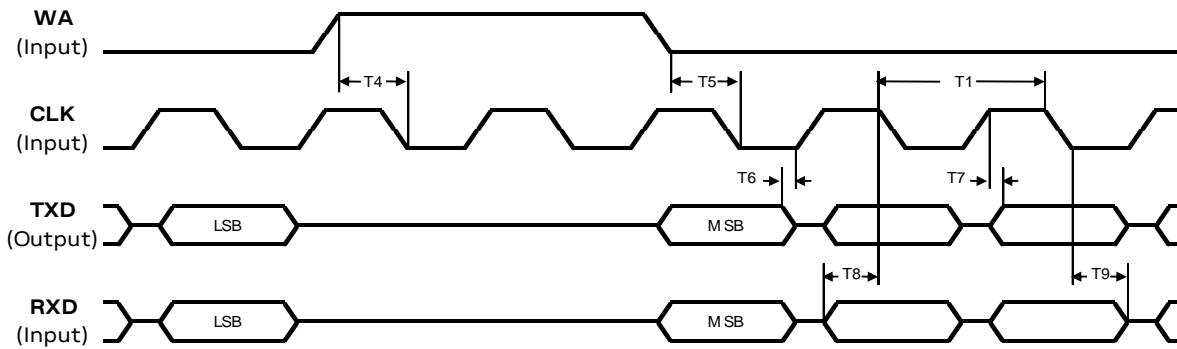 WA
(Input)
T4
T5
T1
CLK
(Input)
T6
T7
TXD
(Output)
LSB
MSB
T8
T9
RXD
(Input)
LSB
MSB